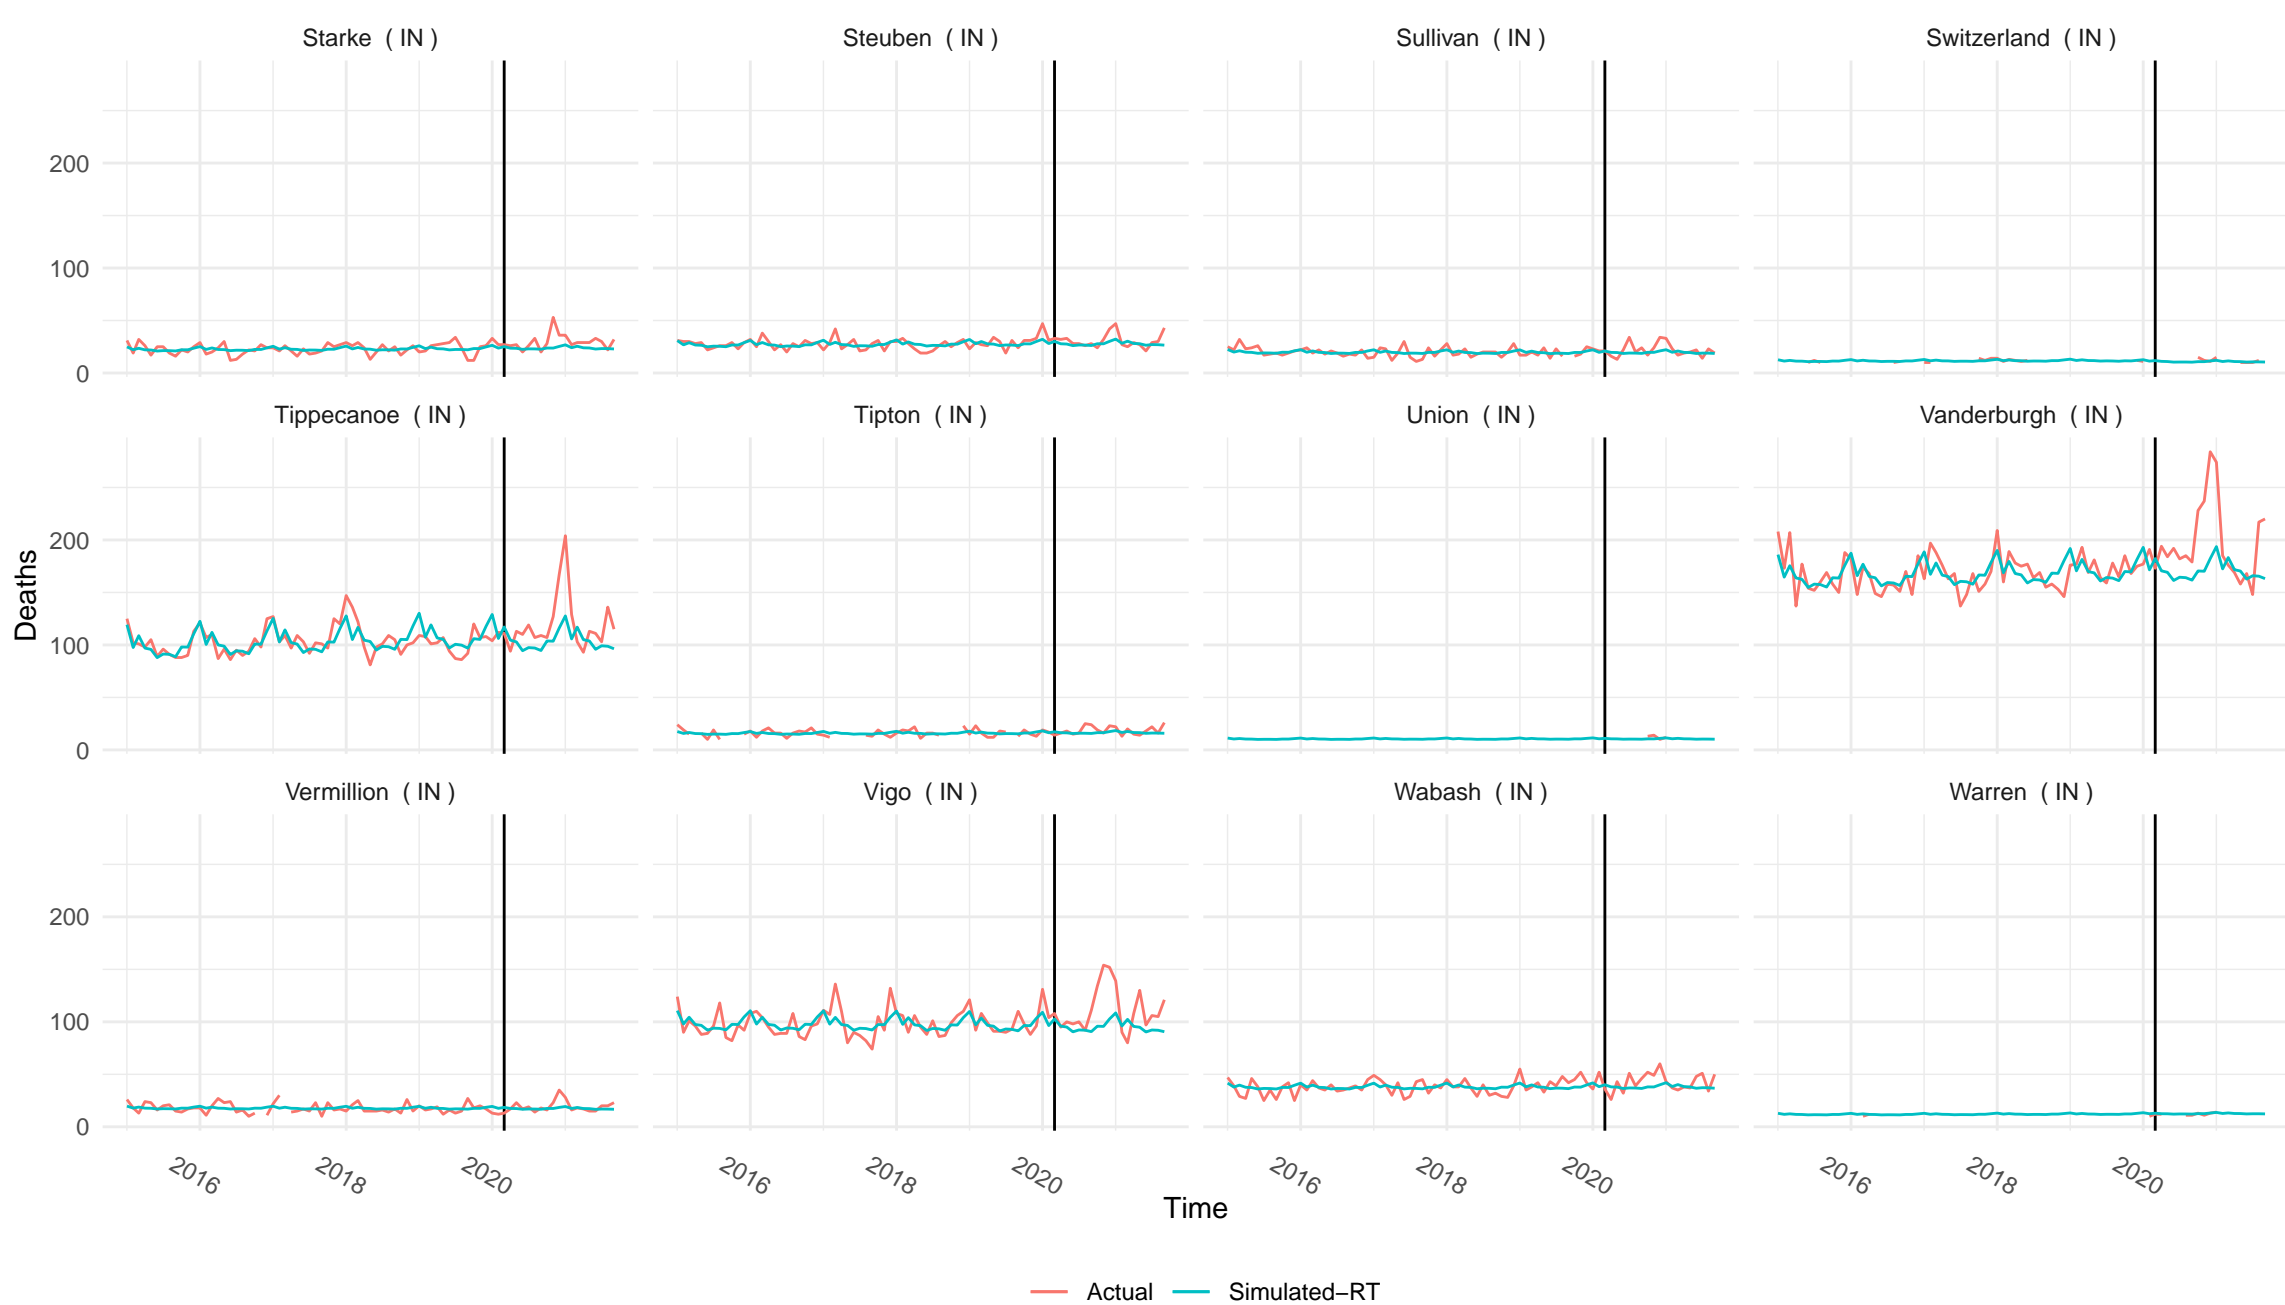 Starke ( IN )
Steuben ( IN )
Sullivan ( IN )
Switzerland ( IN )
200
100
0
Tippecanoe ( IN )
Tipton ( IN )
Union ( IN )
Vanderburgh ( IN )
200
100
0
Deaths
Vermillion ( IN )
Vigo ( IN )
Wabash ( IN )
Warren ( IN )
200
100
0
2016
2018
2020
2016
2018
2020
2016
2018
2020
2016
2018
2020
Time
Actual
Simulated−RT